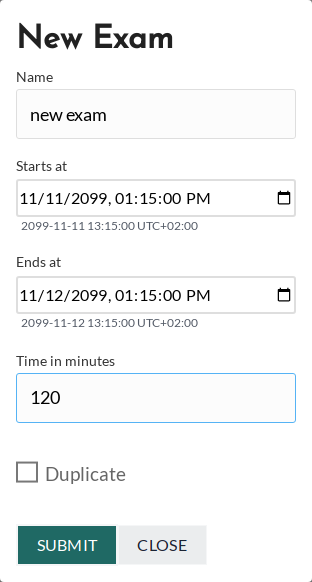 New Exam
Name
new exam
Starts at
11/11/2099, 01:15:00 PM
2099-11-11 13:15:00 UTC+02:00
Ends at
11/12/2099, 01:15:00 PM
2099-11-12 13:15:00 UTC+02:00
Time in minutes
120
Duplicate
SUBMIT CLOSE